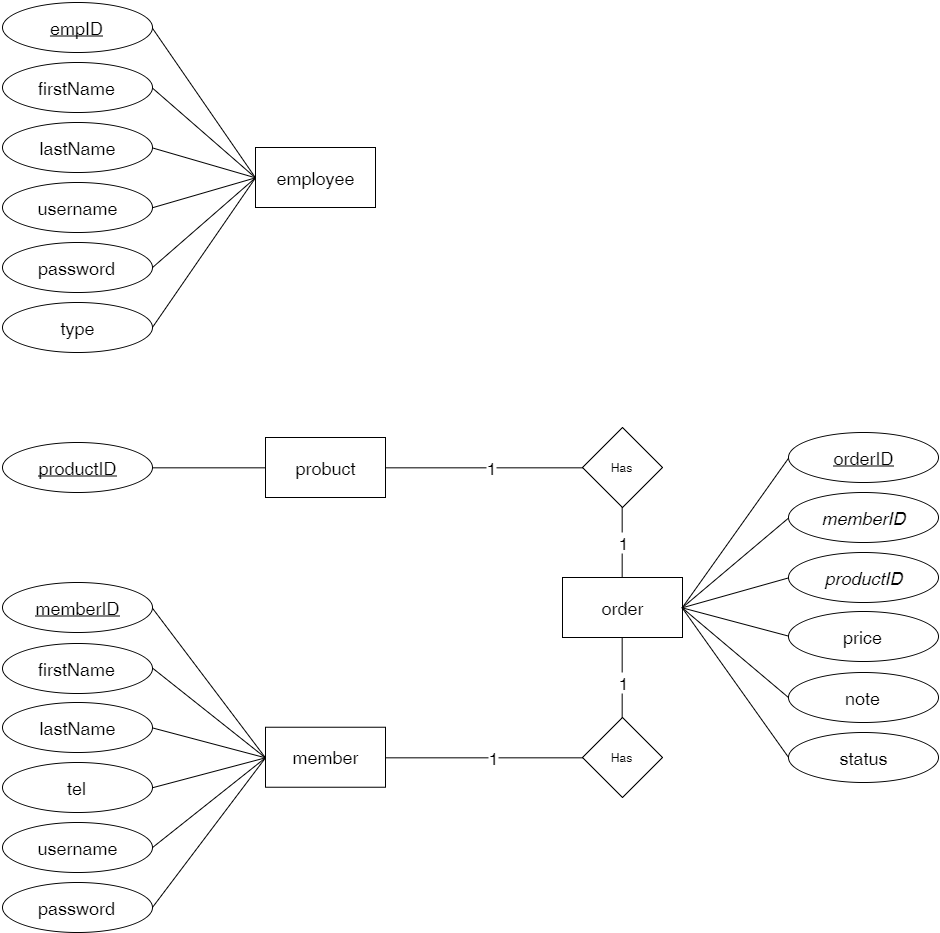 empID
firstName
lastName
username
password
type
employee
productID
probuct
1
Has
1
orderID
memberID
productID
price
note
status
order
1
memberID
firstName
lastName
tel
username
password
member
1
Has